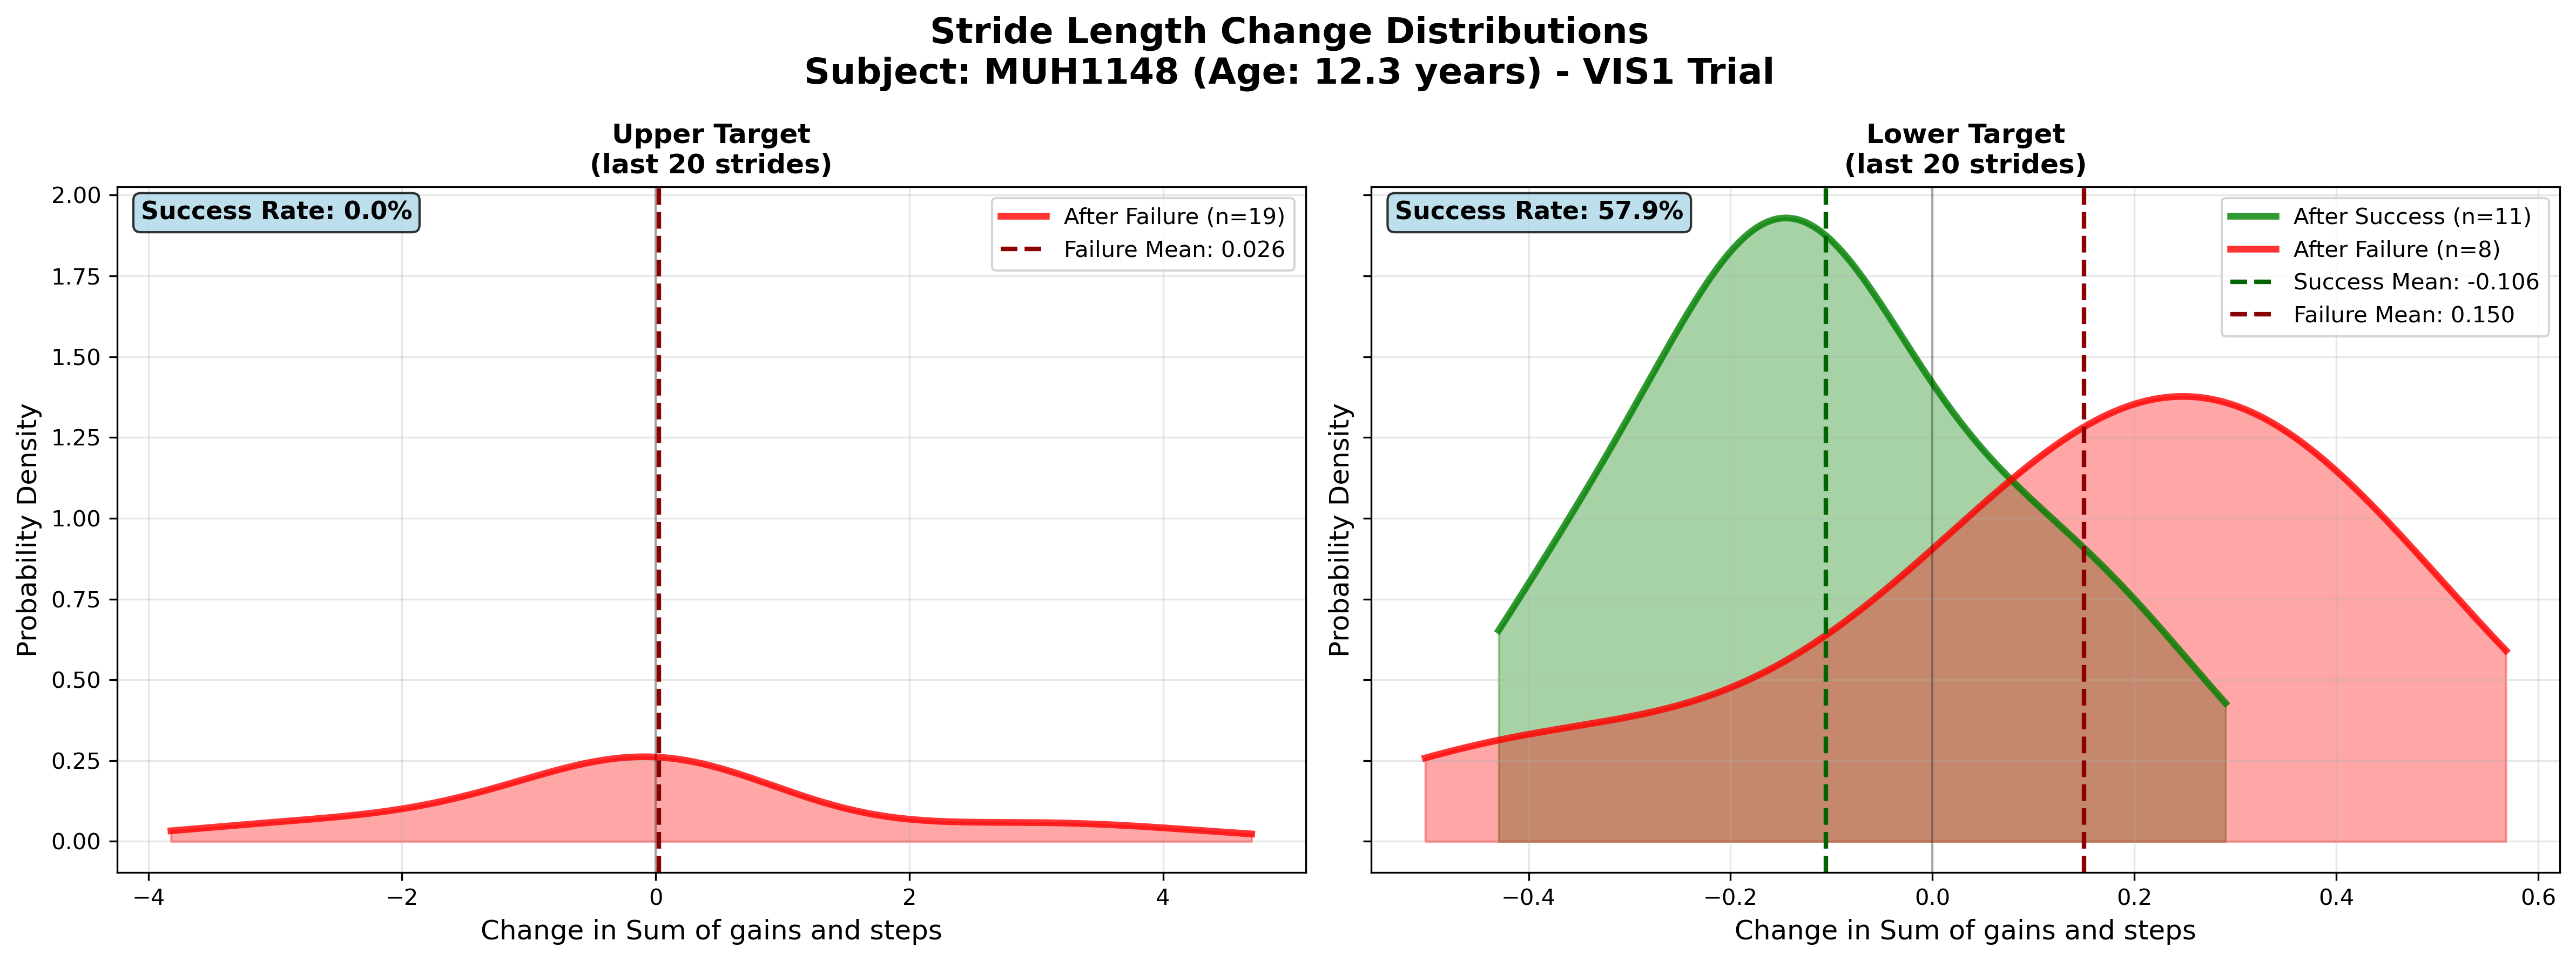 Stride Length Change Distributions
Subject: MUH1148 (Age: 12.3 years) - VIS1 Trial
Upper Target
(last 20 strides)
Success Rate: 0.0%
After Failure (n=19)
Failure Mean: 0.026
2.00
1.75
1.50
1.25
1.00
0.75
0.50
0.25
0.00
Probability Density
−4
−2
0
2
4
Change in Sum of gains and steps
Lower Target
(last 20 strides)
Success Rate: 57.9%
After Success (n=11)
After Failure (n=8)
Success Mean: -0.106
Failure Mean: 0.150
Probability Density
−0.4
−0.2
0.0
0.2
0.4
0.6
Change in Sum of gains and steps